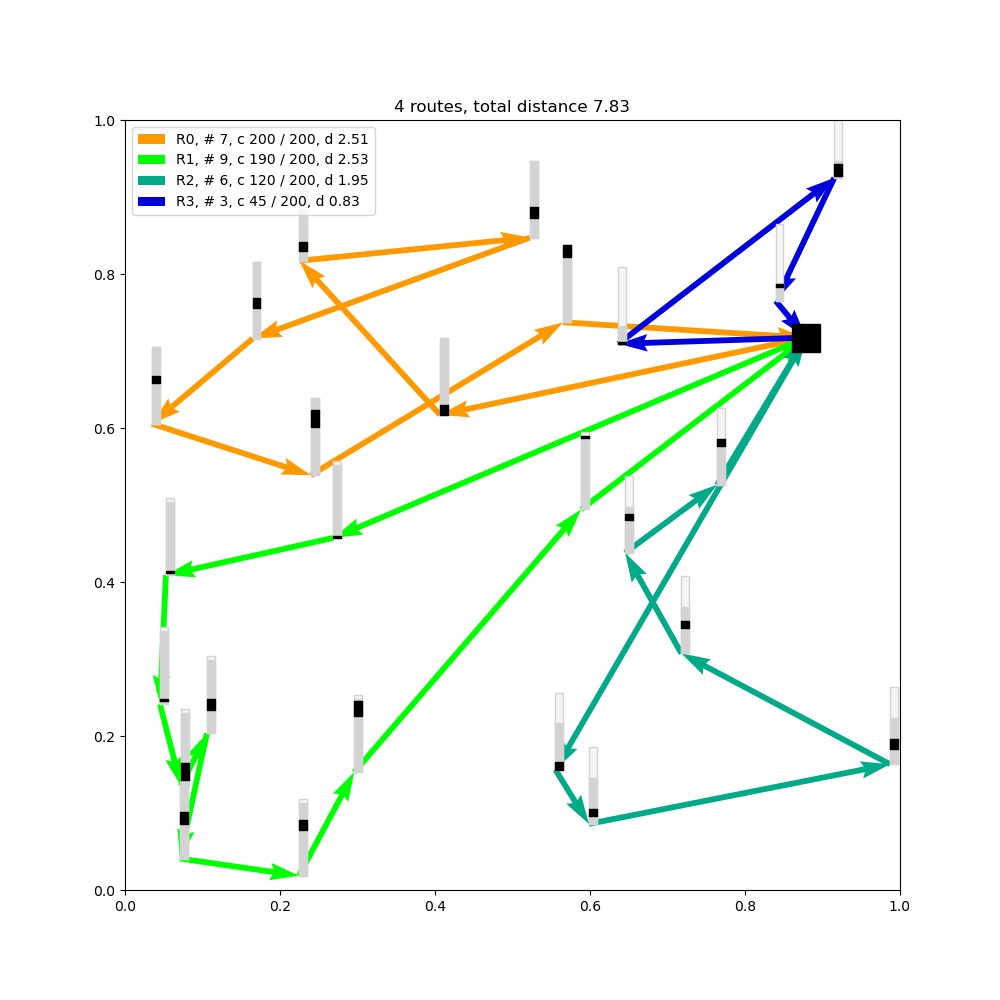 4 routes, total distance 7.83
R0, # 7, c 200 / 200, d 2.51
R1, # 9, c 190 / 200, d 2.53
R2, # 6, c 120 / 200, d 1.95
R3, # 3, c 45 / 200, d 0.83
1.0
0.8
0.6
0.4
0.2
0.0
0.0 0.2 0.4 0.6 0.8 1.0